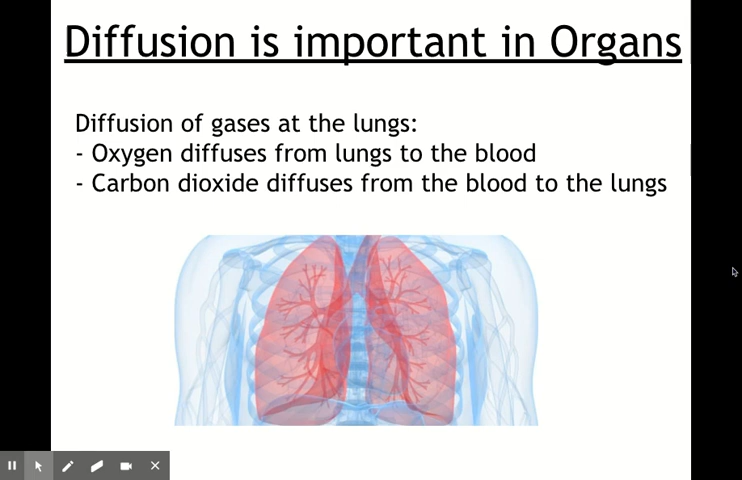 Diffusion is important in Organs
Diffusion of gases at the lungs:
- Oxygen diffuses from lungs to the blood
- Carbon dioxide diffuses from the blood to the lungs